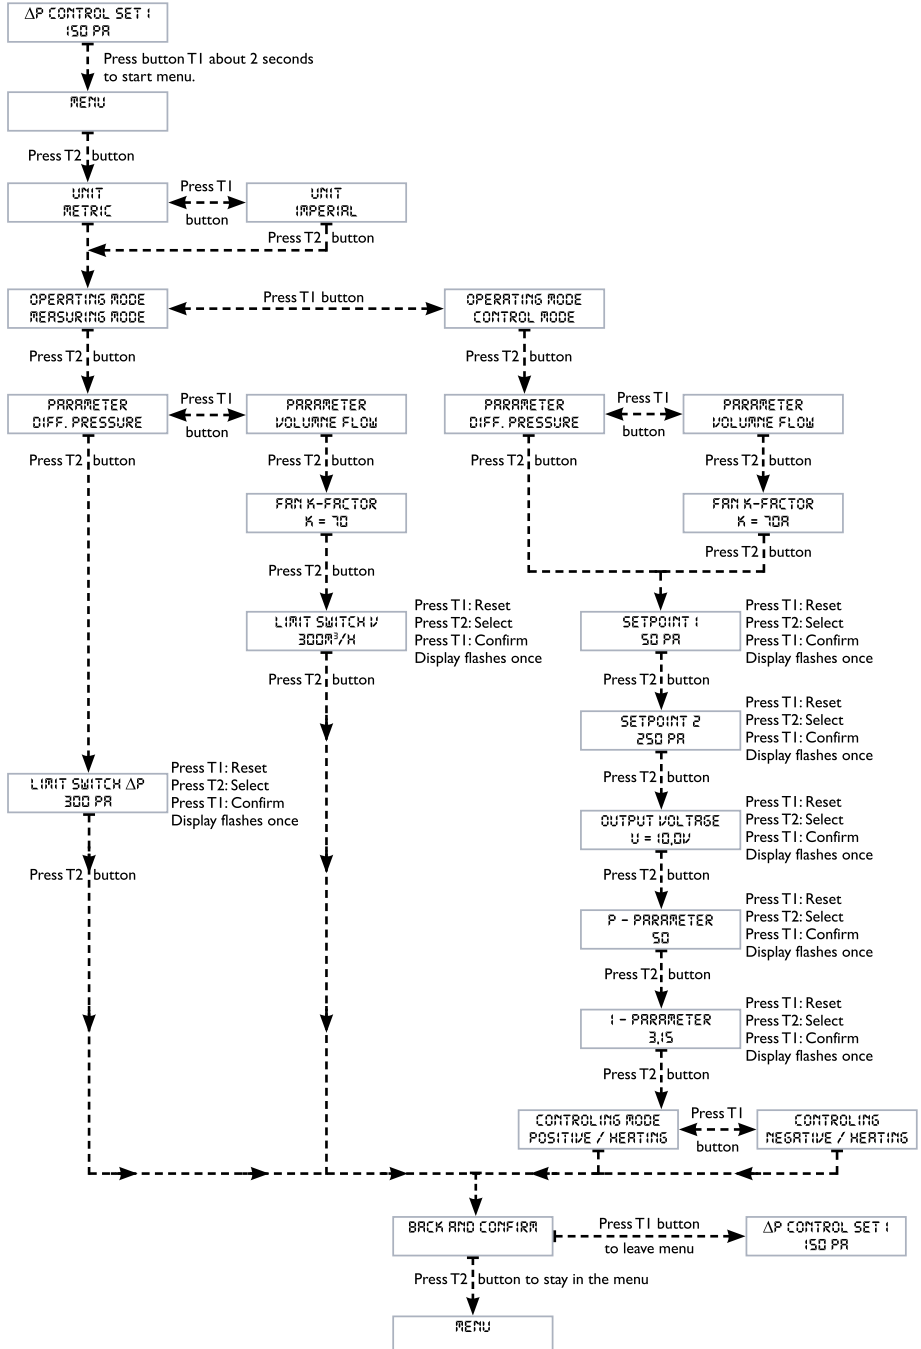 ΔP CONTROL SET 1
150 PA
Press button T1 about 2 seconds
to start menu.
MENU
Press T2 button
UNIT
METRIC
Press T1
button
UNIT
IMPERIAL
Press T2 button
OPERATING MODE
MEASURING MODE
Press T1 button
OPERATING MODE
CONTROL MODE
Press T2 button
Press T2 button
PARAMETER
DIFF. PRESSURE
Press T1
button
PARAMETER
VOLUMNE FLOW
PARAMETER
DIFF. PRESSURE
Press T1
button
PARAMETER
VOLUMNE FLOW
Press T2 button
Press T2 button
Press T2 button
Press T2 button
FAN K-FACTOR
K = 70
FAN K-FACTOR
K = 70A
Press T2 button
Press T2 button
LIMIT SWITCH V
300M³/H
Press T1: Reset
Press T2: Select
Press T1: Confirm
Display flashes once
SETPOINT 1
50 PA
Press T1: Reset
Press T2: Select
Press T1: Confirm
Display flashes once
Press T2 button
Press T2 button
SETPOINT 2
250 PA
Press T1: Reset
Press T2: Select
Press T1: Confirm
Display flashes once
LIMIT SWITCH ΔP
300 PA
Press T1: Reset
Press T2: Select
Press T1: Confirm
Display flashes once
Press T2 button
OUTPUT VOLTAGE
U = 10,0V
Press T1: Reset
Press T2: Select
Press T1: Confirm
Display flashes once
Press T2 button
Press T2 button
P - PARAMETER
50
Press T1: Reset
Press T2: Select
Press T1: Confirm
Display flashes once
Press T2 button
I - PARAMETER
3,15
Press T1: Reset
Press T2: Select
Press T1: Confirm
Display flashes once
Press T2 button
CONTROLING MODE
POSITIVE / HEATING
Press T1
button
CONTROLING
NEGATIVE / HEATING
BACK AND CONFIRM
Press T1 button
to leave menu
ΔP CONTROL SET 1
150 PA
Press T2 button to stay in the menu
MENU